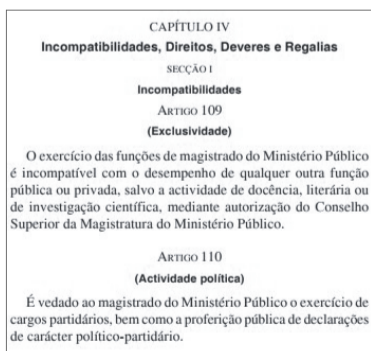 CAPÍTULO IV
Incompatibilidades, Direitos, Deveres e Regalias
SECÇÃO I
Incompatibilidades
ARTIGO 109
(Exclusividade)
O exercício das funções de magistrado do Ministério Público
é incompatível com o desempenho de qualquer outra função
pública ou privada, salvo a actividade de docência, literária ou
de investigação científica, mediante autorização do Conselho
Superior da Magistratura do Ministério Público.
ARTIGO 110
(Actividade política)
É vedado ao magistrado do Ministério Público o exercício de
cargos partidários, bem como a proferição pública de declarações
de carácter político-partidário.